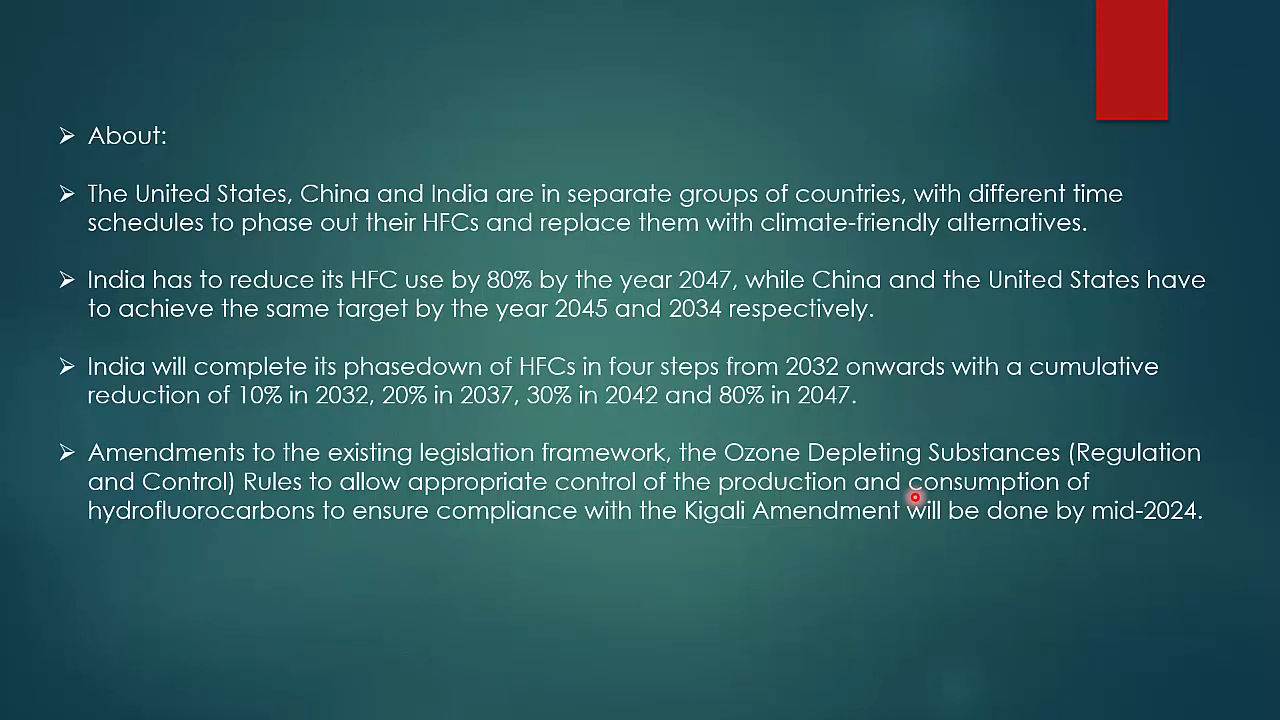 ➢ About:
➢ The United States, China and India are in separate groups of countries, with different time
schedules to phase out their HFCs and replace them with climate-friendly alternatives.
➢ India has to reduce its HFC use by 80% by the year 2047, while China and the United States have
to achieve the same target by the year 2045 and 2034 respectively.
➢ India will complete its phasedown of HFCs in four steps from 2032 onwards with a cumulative
reduction of 10% in 2032, 20% in 2037, 30% in 2042 and 80% in 2047.
➢ Amendments to the existing legislation framework, the Ozone Depleting Substances (Regulation
and Control) Rules to allow appropriate control of the production and consumption of
hydrofluorocarbons to ensure compliance with the Kigali Amendment will be done by mid-2024.